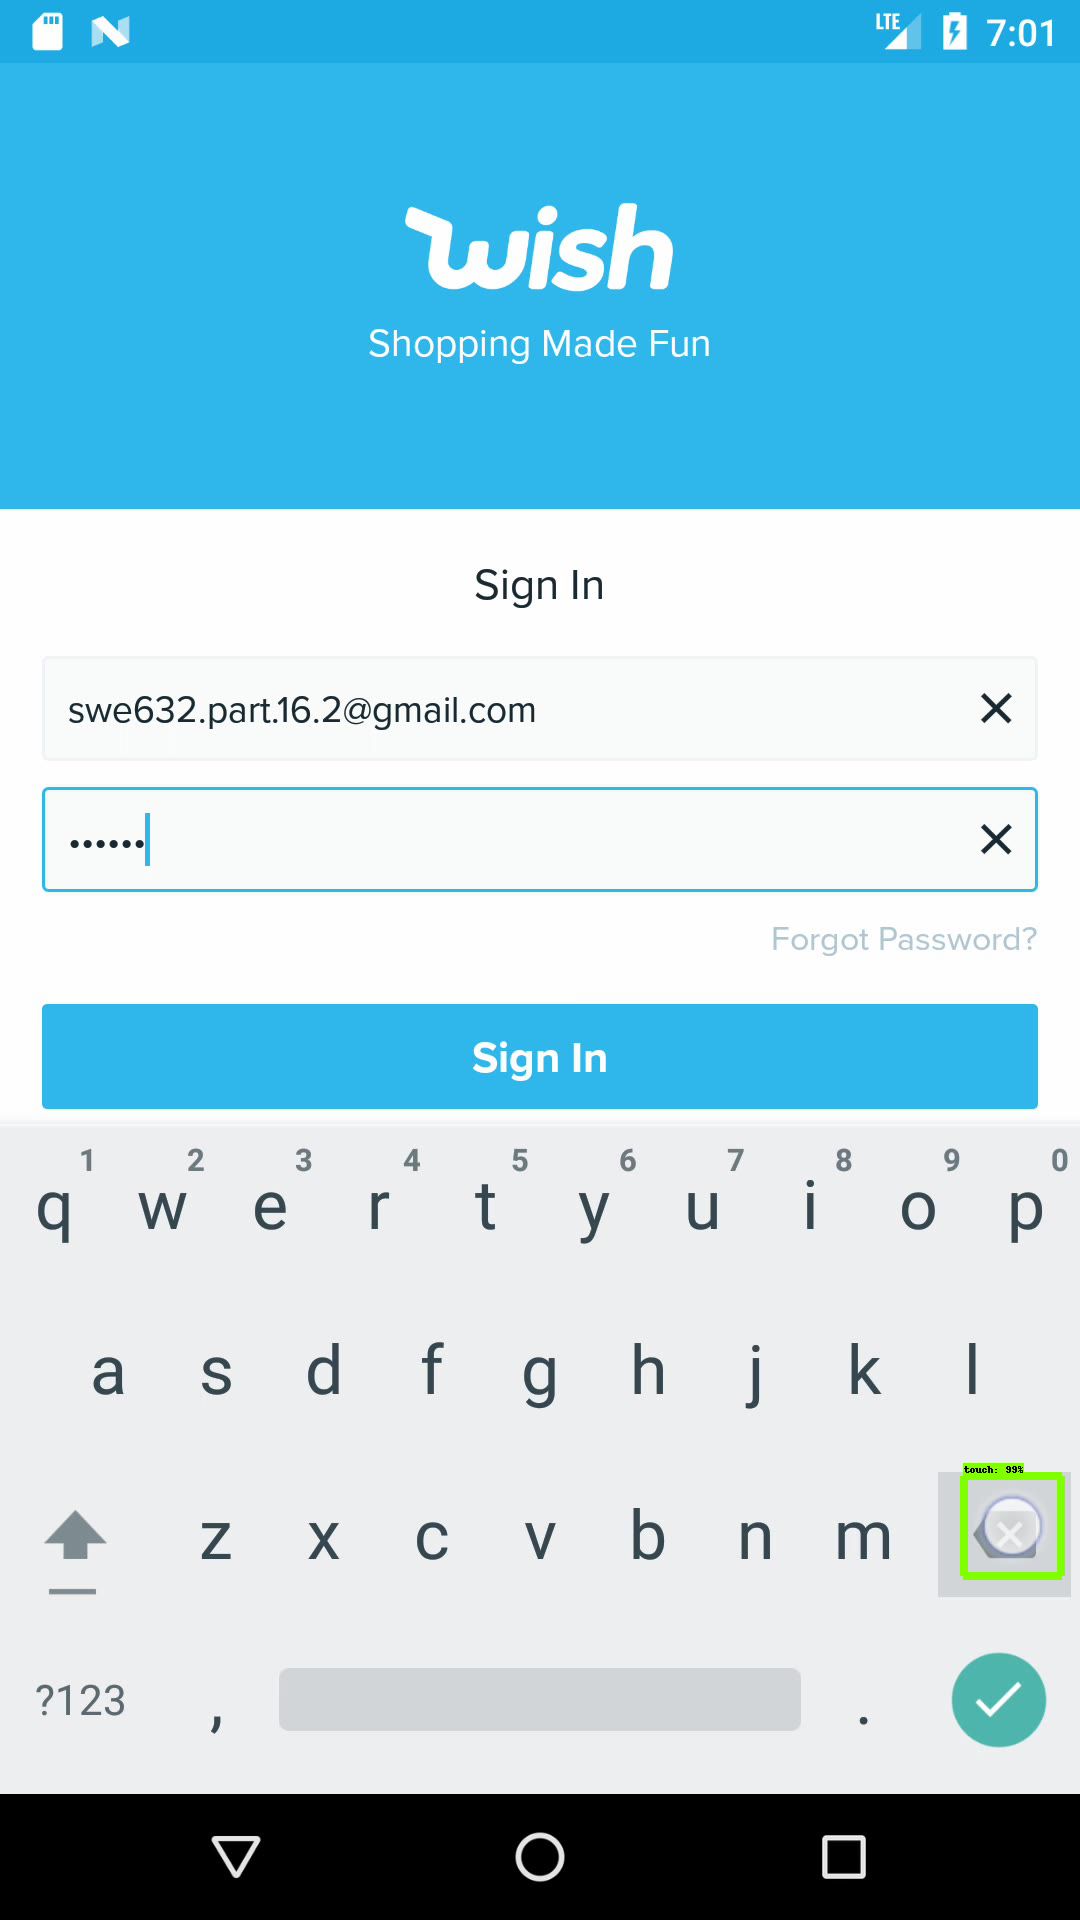 LTE 7:01
wish
Shopping Made Fun
Sign In
swe632.part.16.2@gmail.com
••••••
Forgot Password?
Sign In
1 2 3 4 5 6 7 8 9 0
q w e r t y u i o p
a s d f g h j k l
touch: 99%
z x c v b n m
?123 , .